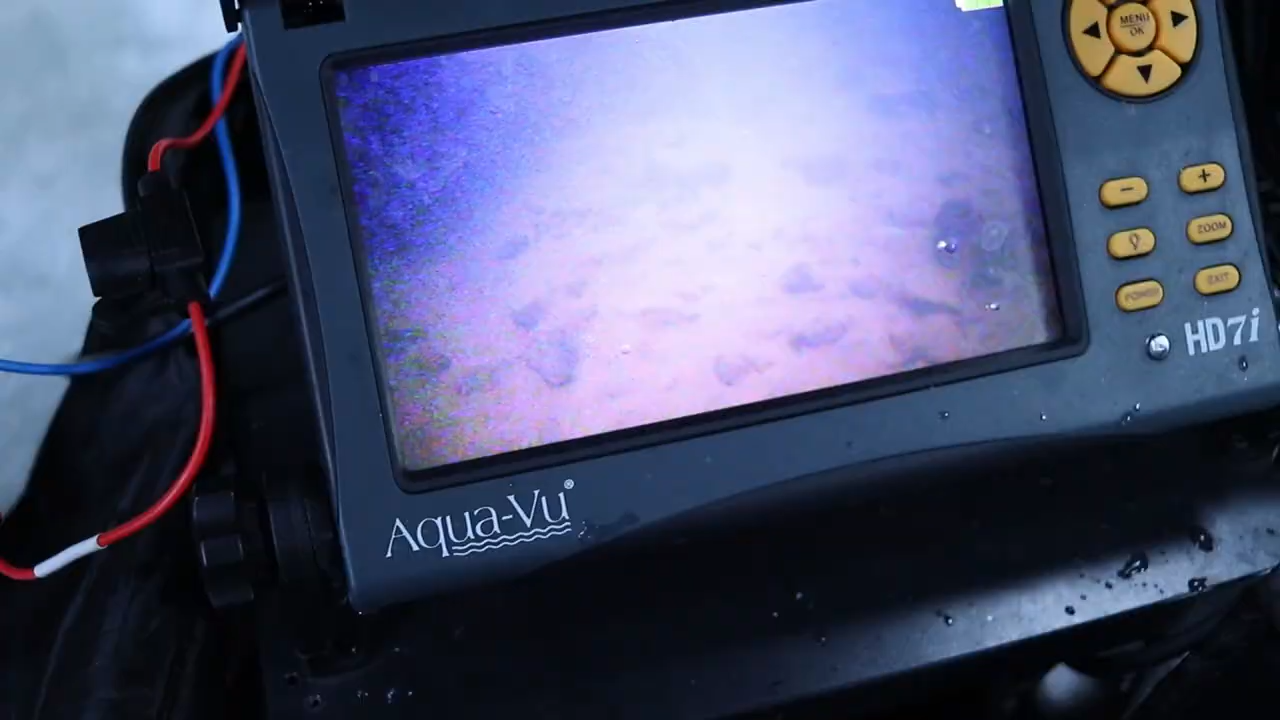 MENU
OK
−
+
ZOOM
POWER
EXIT
HD7i
Aqua-Vu®